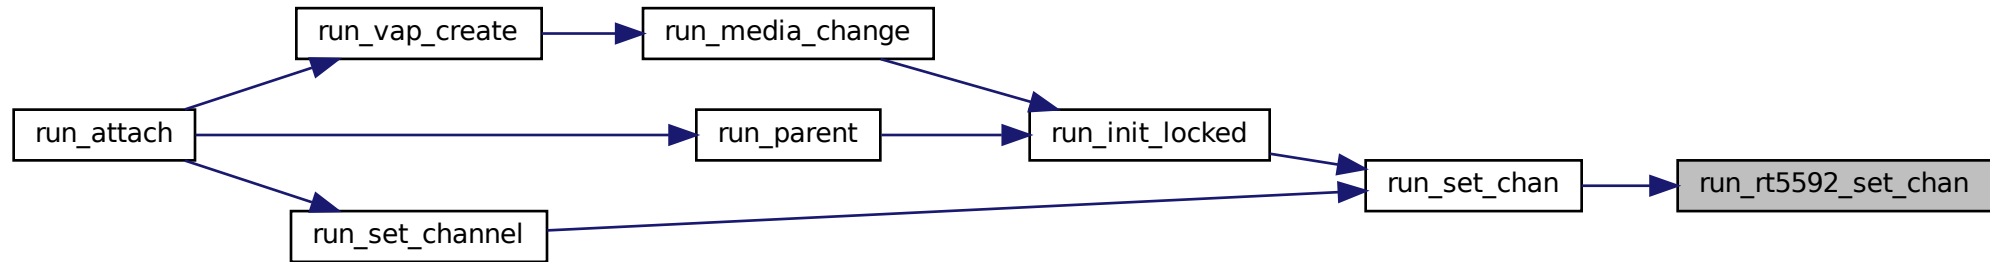 run_vap_create
run_media_change
run_attach
run_parent
run_init_locked
run_set_chan
run_rt5592_set_chan
run_set_channel